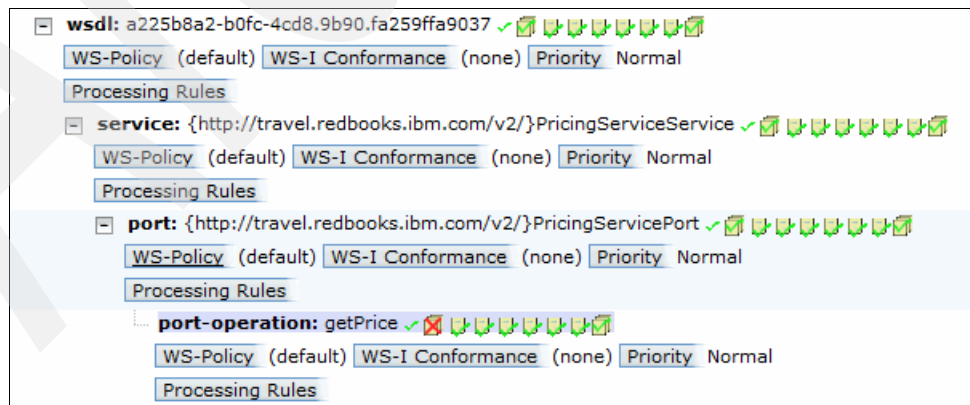 wsdl: a225b8a2-b0fc-4cd8.9b90.fa259ffa9037
WS-Policy (default) WS-I Conformance (none) Priority Normal
Processing Rules
service: {http://travel.redbooks.ibm.com/v2/}PricingServiceService
WS-Policy (default) WS-I Conformance (none) Priority Normal
Processing Rules
port: {http://travel.redbooks.ibm.com/v2/}PricingServicePort
WS-Policy (default) WS-I Conformance (none) Priority Normal
Processing Rules
port-operation: getPrice
WS-Policy (default) WS-I Conformance (none) Priority Normal
Processing Rules